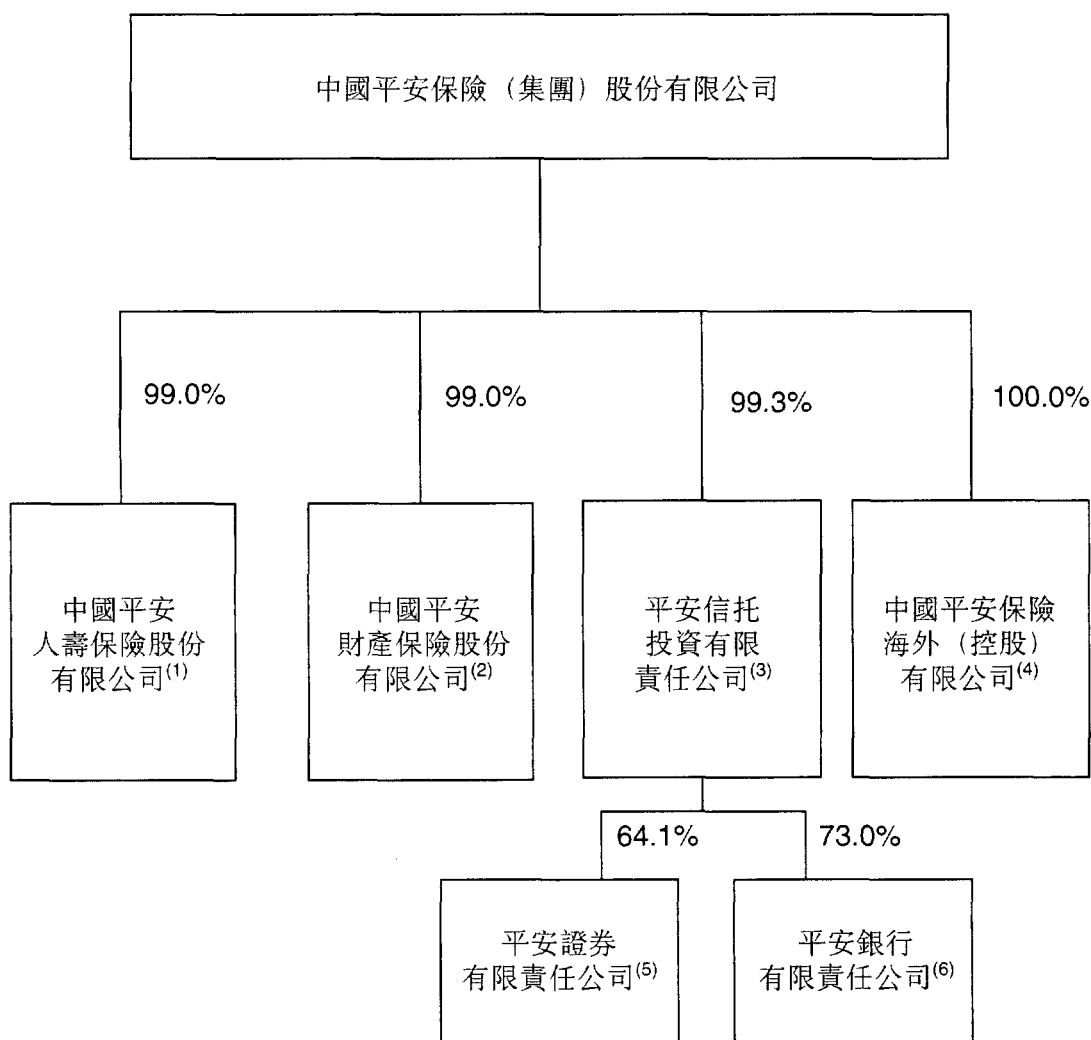 中國平安保險（集團）股份有限公司
99.0%
99.0%
99.3%
100.0%
中國平安
人壽保險股份
有限公司(1)
中國平安
財產保險股份
有限公司(2)
平安信托
投資有限
責任公司(3)
中國平安保險
海外（控股）
有限公司(4)
64.1%
73.0%
平安證券
有限責任公司(5)
平安銀行
有限責任公司(6)